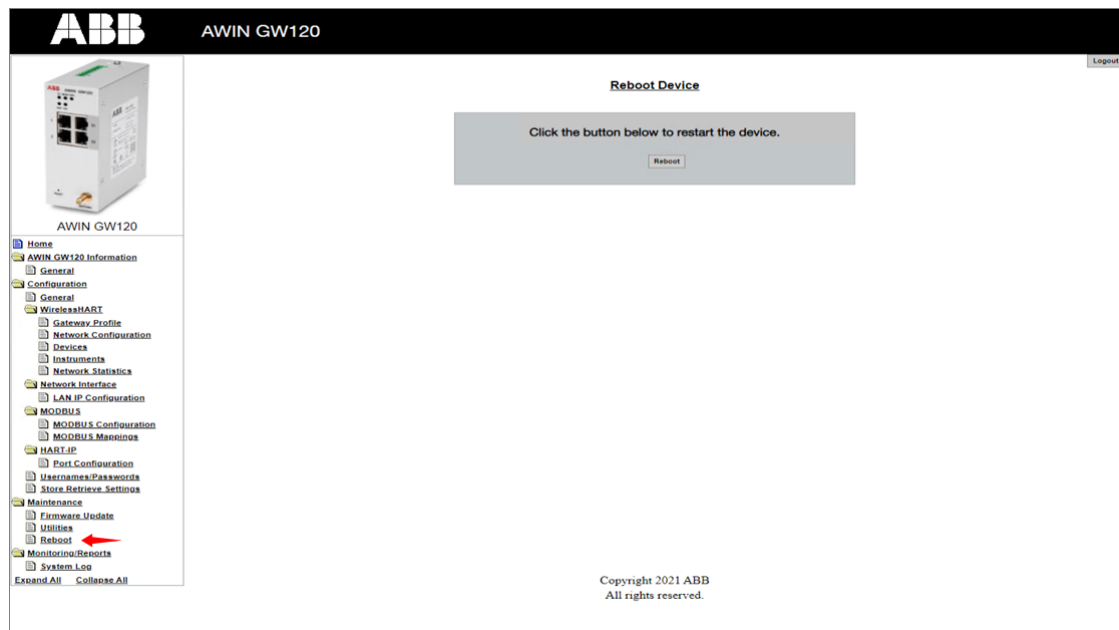 ABB
AWIN GW120
Logout
AWIN GW120
Home
AWIN GW120 Information
General
Configuration
General
WirelessHART
Gateway Profile
Network Configuration
Devices
Instruments
Network Statistics
Network Interface
LAN IP Configuration
MODBUS
MODBUS Configuration
MODBUS Mappings
HART-IP
Port Configuration
Usernames/Passwords
Store Retrieve Settings
Maintenance
Firmware Update
Utilities
Reboot
Monitoring/Reports
System Log
Expand All Collapse All
Reboot Device
Click the button below to restart the device.
Reboot
Copyright 2021 ABB
All rights reserved.